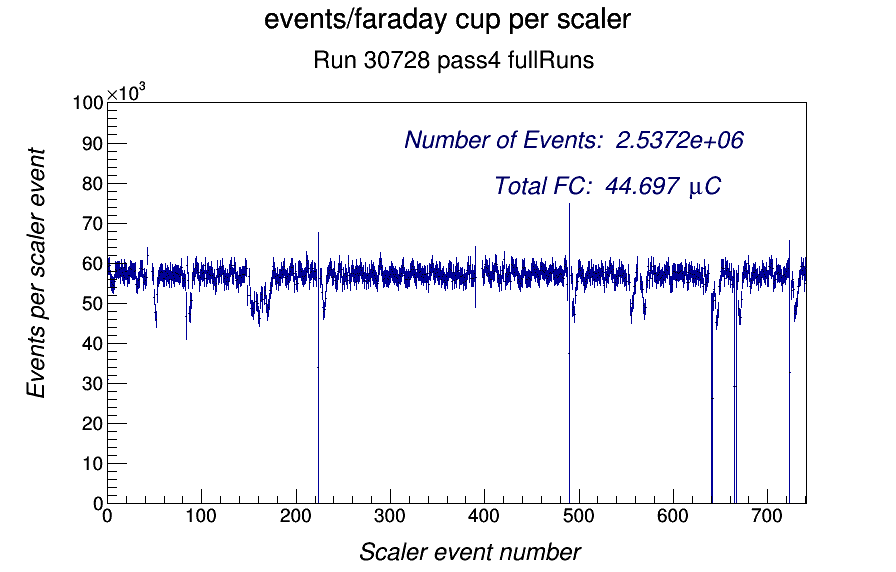 events/faraday cup per scaler
Run 30728 pass4 fullRuns
×10³
100
90
80
70
60
50
40
30
20
10
0
Events per scaler event
Number of Events: 2.5372e+06
Total FC: 44.697 μC
0 100 200 300 400 500 600 700
Scaler event number